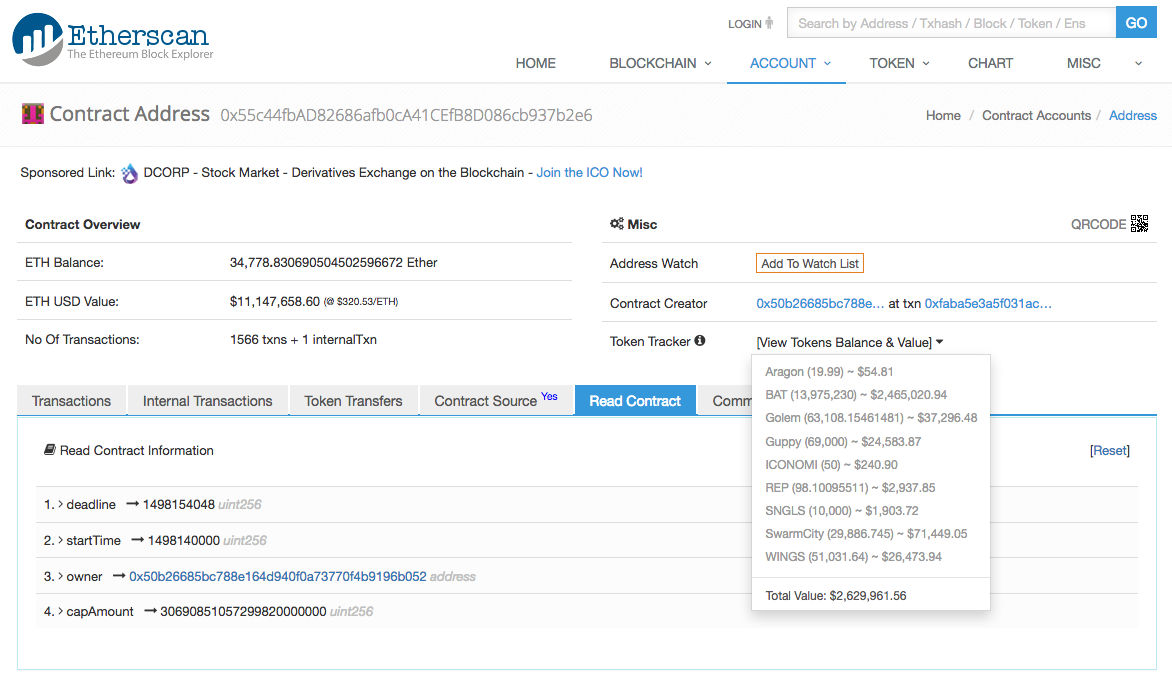 Etherscan
The Ethereum Block Explorer
LOGIN
Search by Address / Txhash / Block / Token / Ens
GO
HOME
BLOCKCHAIN
ACCOUNT
TOKEN
CHART
MISC
Contract Address 0x55c44fbAD82686afb0cA41CEfB8D086cb937b2e6
Home / Contract Accounts / Address
Sponsored Link: DCORP - Stock Market - Derivatives Exchange on the Blockchain - Join the ICO Now!
Contract Overview
ETH Balance: 34,778.830690504502596672 Ether
ETH USD Value: $11,147,658.60 (@ $320.53/ETH)
No Of Transactions: 1566 txns + 1 internalTxn
Misc
QRCODE
Address Watch Add To Watch List
Contract Creator 0x50b26685bc788e... at txn 0xfaba5e3a5f031ac...
Token Tracker [View Tokens Balance & Value]
Aragon (19.99) ~ $54.81
BAT (13,975,230) ~ $2,465,020.94
Golem (63,108.15461481) ~ $37,296.48
Guppy (69,000) ~ $24,583.87
ICONOMI (50) ~ $240.90
REP (98.10095511) ~ $2,937.85
SNGLS (10,000) ~ $1,903.72
SwarmCity (29,886.745) ~ $71,449.05
WINGS (51,031.64) ~ $26,473.94
Total Value: $2,629,961.56
Transactions
Internal Transactions
Token Transfers
Contract Source Yes
Read Contract
Comm
Read Contract Information
[Reset]
1. > deadline → 1498154048 uint256
2. > startTime → 1498140000 uint256
3. > owner → 0x50b26685bc788e164d940f0a73770f4b9196b052 address
4. > capAmount → 30690851057299820000000 uint256